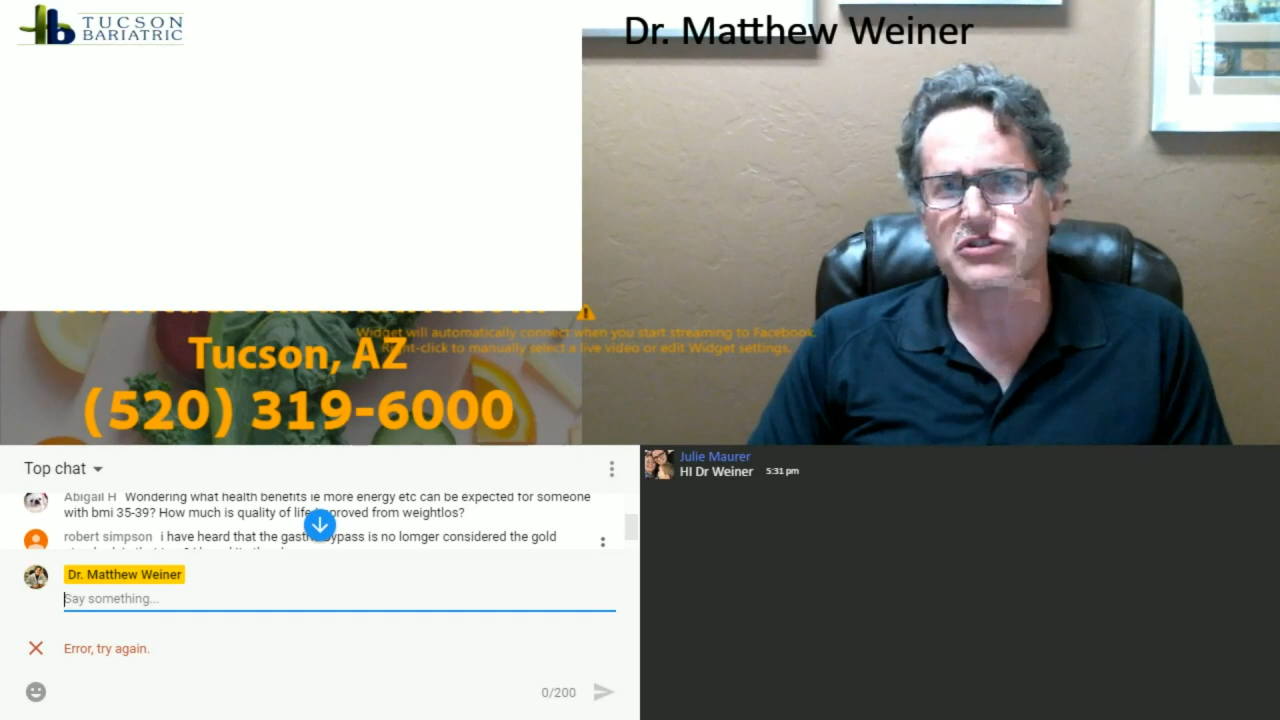 TUCSON
BARIATRIC
Dr. Matthew Weiner
Widget will automatically connect when you start streaming to Facebook.
Right-click to manually select a live video or edit Widget settings.
Tucson, AZ
(520) 319-6000
Top chat
Abigail H Wondering what health benefits ie more energy etc can be expected for someone
with bmi 35-39? How much is quality of life improved from weightlos?
robert simpson i have heard that the gastric bypass is no lomger considered the gold
Dr. Matthew Weiner
Say something...
Error, try again.
0/200
Julie Maurer
HI Dr Weiner 5:31 pm